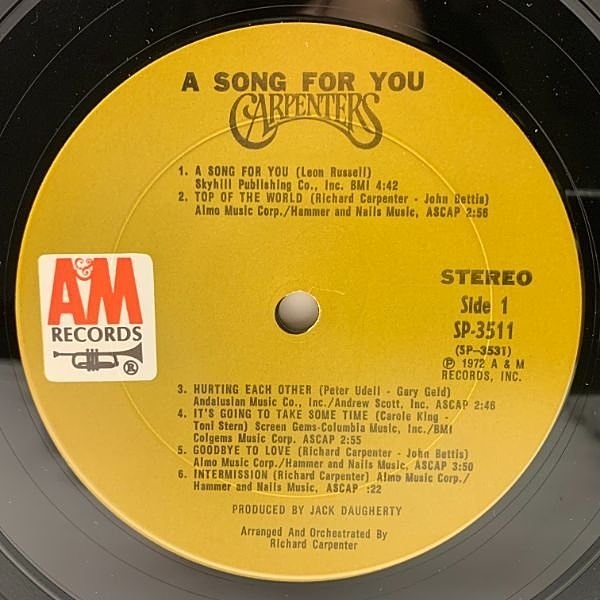 A SONG FOR YOU
CARPENTERS
1. A SONG FOR YOU (Leon Russell)
Skyhill Publishing Co., Inc. BMI 4:42
2. TOP OF THE WORLD (Richard Carpenter - John Bettis)
Almo Music Corp./Hammer and Nails Music, ASCAP 2:56
A&M
RECORDS
®
STEREO
Side 1
SP-3511
(SP-3531)
℗ 1972 A & M
RECORDS, INC.
3. HURTING EACH OTHER (Peter Udell - Gary Geld)
Andalusian Music Co., Inc./Andrew Scott, Inc. ASCAP 2:46
4. IT'S GOING TO TAKE SOME TIME (Carole King -
Toni Stern) Screen Gems-Columbia Music, Inc./BMI
Colgems Music Corp. ASCAP 2:55
5. GOODBYE TO LOVE (Richard Carpenter - John Bettis)
Almo Music Corp./Hammer and Nails Music, ASCAP 3:50
6. INTERMISSION (Richard Carpenter) Almo Music Corp./
Hammer and Nails Music, ASCAP :22
PRODUCED BY JACK DAUGHERTY
Arranged And Orchestrated By
Richard Carpenter